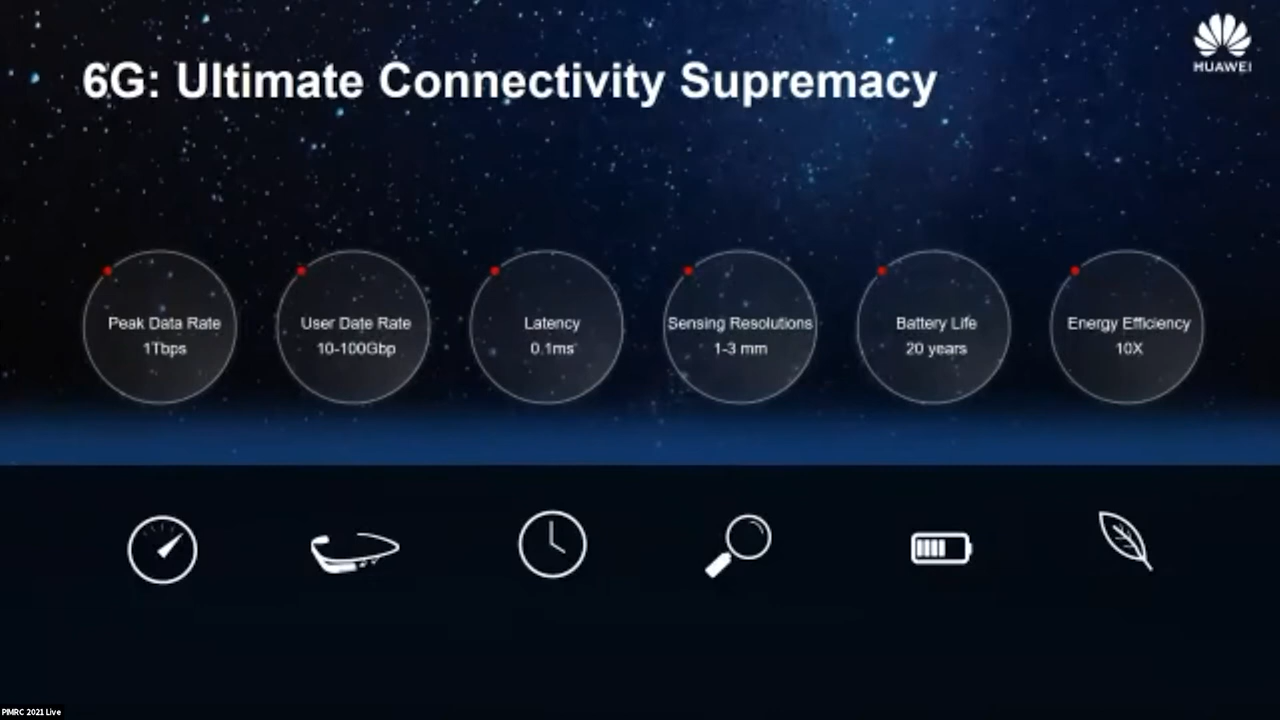 HUAWEI
6G: Ultimate Connectivity Supremacy
Peak Data Rate
1Tbps
User Date Rate
10-100Gbp
Latency
0.1ms
Sensing Resolutions
1-3 mm
Battery Life
20 years
Energy Efficiency
10X
PIMRC 2021 Live